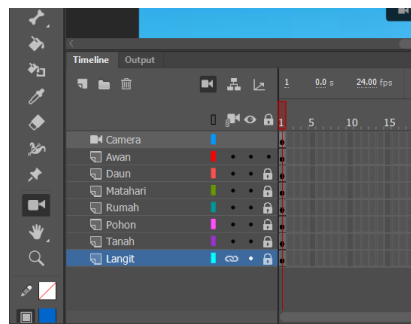 Timeline Output
1 0.0 s 24.00 fps
1 5 10 15
Camera
Awan
Daun
Matahari
Rumah
Pohon
Tanah
Langit